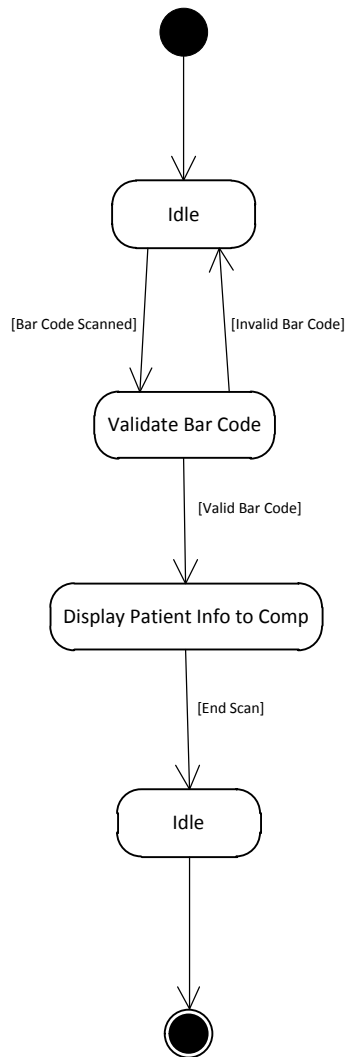 Idle
[Bar Code Scanned]
[Invalid Bar Code]
Validate Bar Code
[Valid Bar Code]
Display Patient Info to Comp
[End Scan]
Idle